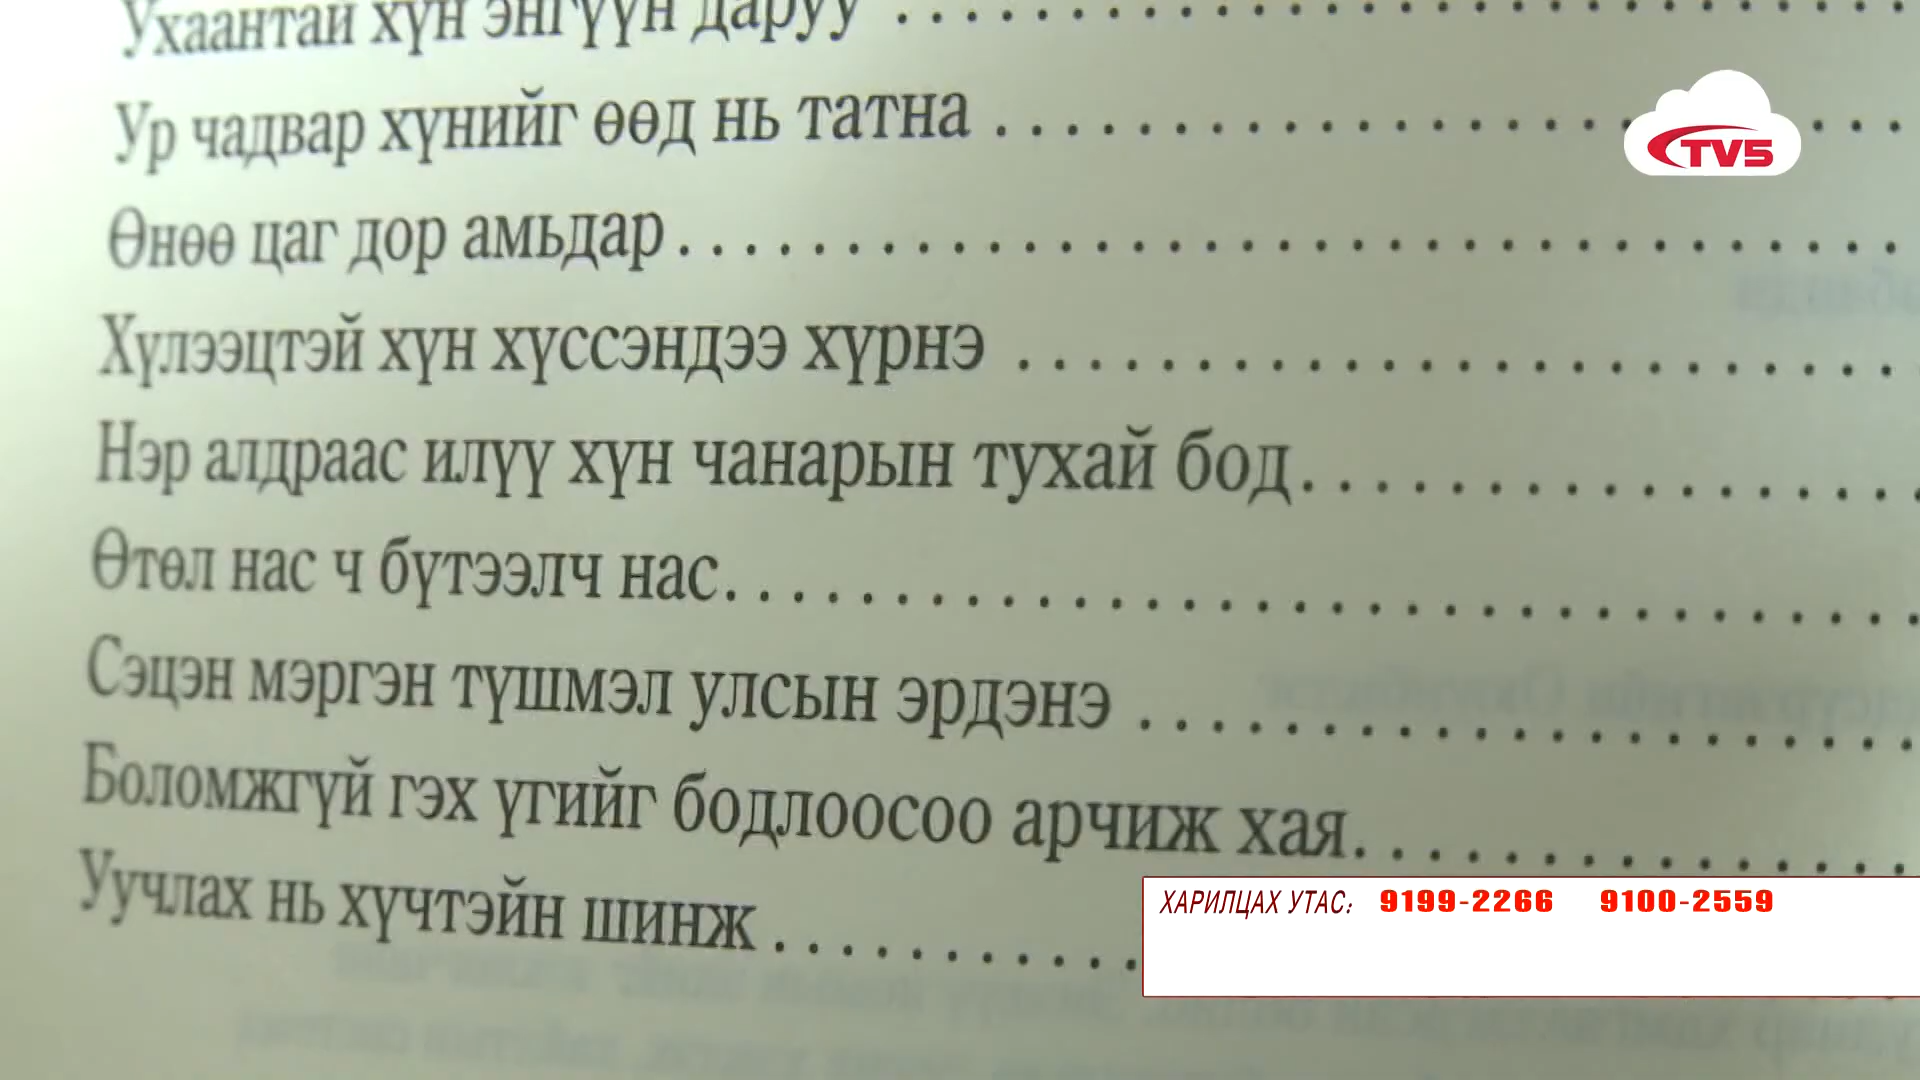 Ухаантай хүн энгүүн даруу . . . . . . . . . . . . . . . . . . . . . . . . . . .
Ур чадвар хүнийг өөд нь татна . . . . . . . . . . . . . . . . . . . . . . . .
TV5
Өнөө цаг дор амьдар . . . . . . . . . . . . . . . . . . . . . . . . . . . . . . . . . .
Хүлээцтэй хүн хүссэндээ хүрнэ . . . . . . . . . . . . . . . . . . . . . . .
Нэр алдраас илүү хүн чанарын тухай бод. . . . . . . . . . . . . . . .
Өтөл нас ч бүтээлч нас. . . . . . . . . . . . . . . . . . . . . . . . . . . . . . . . .
Сэцэн мэргэн түшмэл улсын эрдэнэ . . . . . . . . . . . . . . . . . . . .
Боломжгүй гэх үгийг бодлоосоо арчиж хая. . . . . . . . . . . . . . .
Уучлах нь хүчтэйн шинж . . . . . . . . . . .
ХАРИЛЦАХ УТАС: 9199-2266 9100-2559